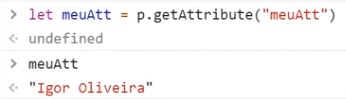 > let meuAtt = p.getAttribute("meuAtt")
< undefined
> meuAtt
< "Igor Oliveira"